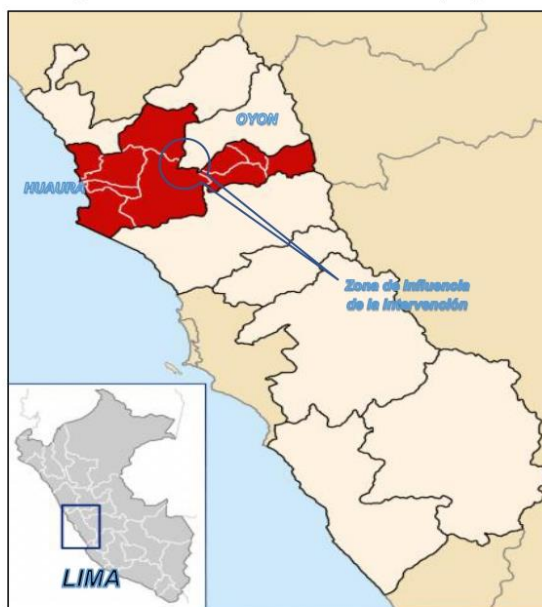 OYON
HUAURA
Zona de Influencia
de la Intervención
LIMA